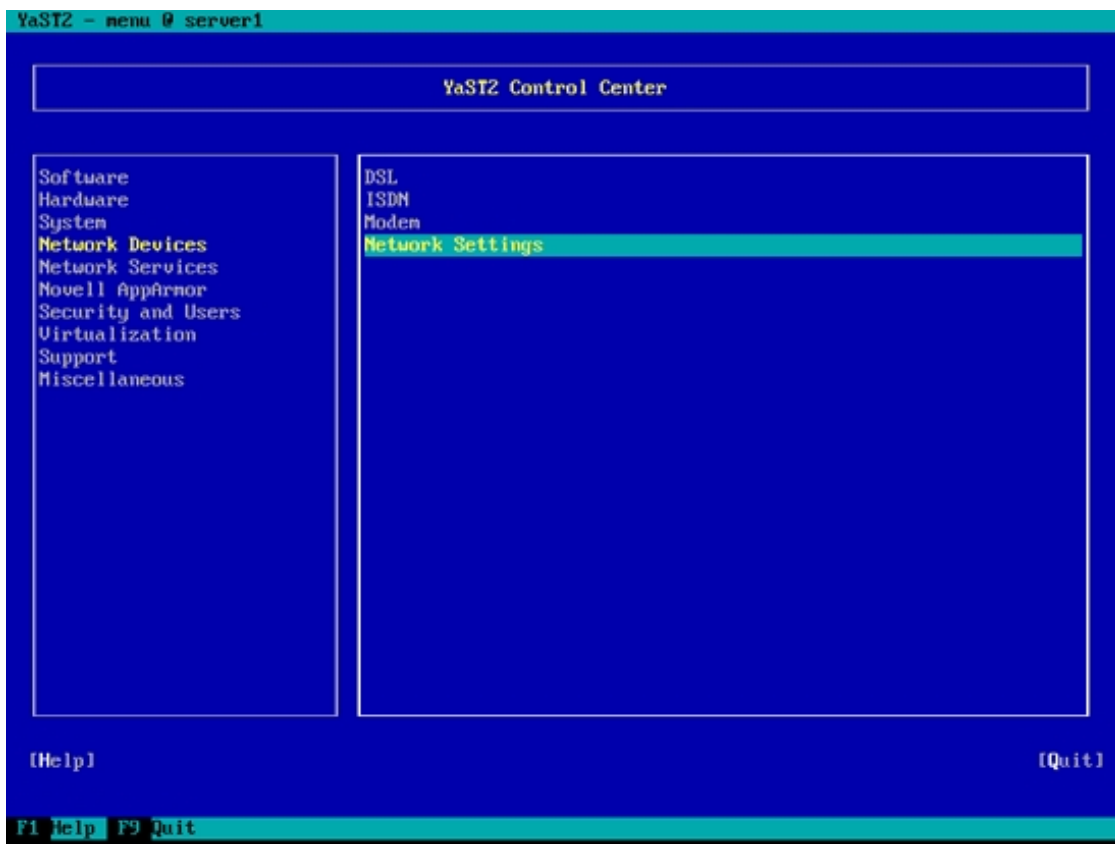 YaST2 - menu @ server1
YaST2 Control Center
Software
Hardware
System
Network Devices
Network Services
Novell AppArmor
Security and Users
Virtualization
Support
Miscellaneous
DSL
ISDN
Modem
Network Settings
[Help] [Quit]
F1 Help F9 Quit